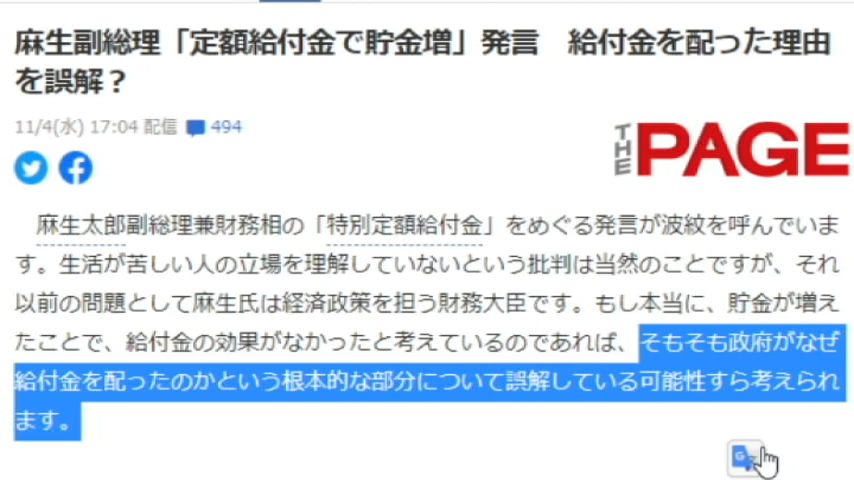 麻生副総理「定額給付金で貯金増」発言　給付金を配った理由
を誤解？
11/4(水) 17:04 配信 494
THE PAGE
麻生太郎副総理兼財務相の「特別定額給付金」をめぐる発言が波紋を呼んでいま
す。生活が苦しい人の立場を理解していないという批判は当然のことですが、それ
以前の問題として麻生氏は経済政策を担う財務大臣です。もし本当に、貯金が増え
たことで、給付金の効果がなかったと考えているのであれば、そもそも政府がなぜ
給付金を配ったのかという根本的な部分について誤解している可能性すら考えられ
ます。